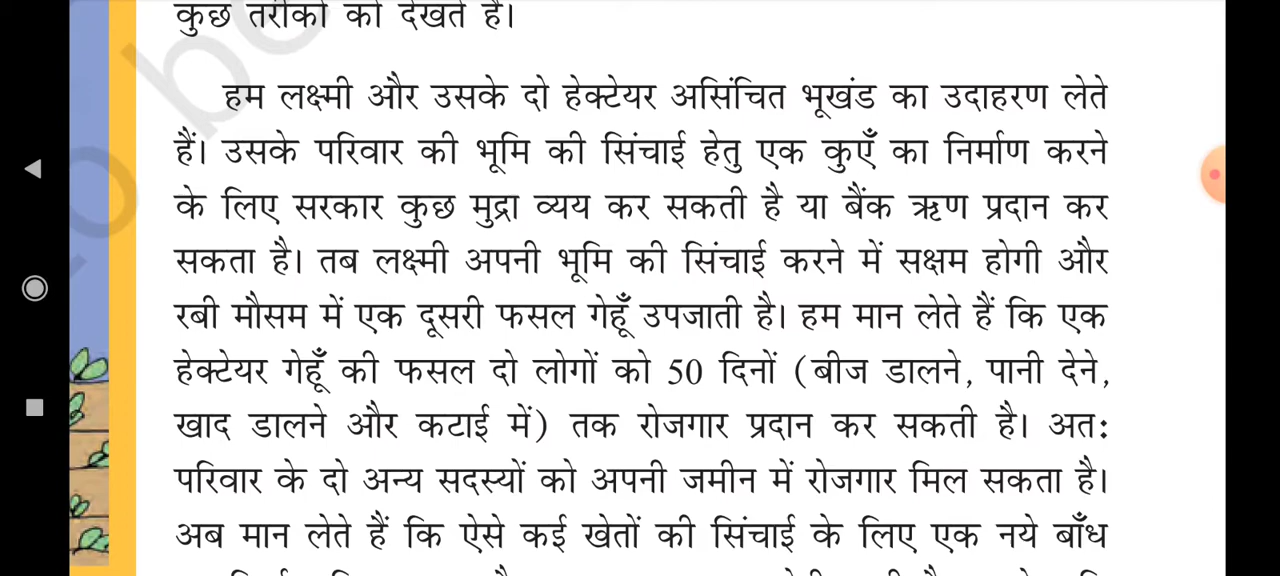 कुछ तरीकों को देखते हैं।
हम लक्ष्मी और उसके दो हेक्टेयर असिंचित भूखंड का उदाहरण लेते
हैं। उसके परिवार की भूमि की सिंचाई हेतु एक कुएँ का निर्माण करने
के लिए सरकार कुछ मुद्रा व्यय कर सकती है या बैंक ऋण प्रदान कर
सकता है। तब लक्ष्मी अपनी भूमि की सिंचाई करने में सक्षम होगी और
रबी मौसम में एक दूसरी फसल गेहूँ उपजाती है। हम मान लेते हैं कि एक
हेक्टेयर गेहूँ की फसल दो लोगों को 50 दिनों (बीज डालने, पानी देने,
खाद डालने और कटाई में) तक रोजगार प्रदान कर सकती है। अतः
परिवार के दो अन्य सदस्यों को अपनी जमीन में रोजगार मिल सकता है।
अब मान लेते हैं कि ऐसे कई खेतों की सिंचाई के लिए एक नये बाँध